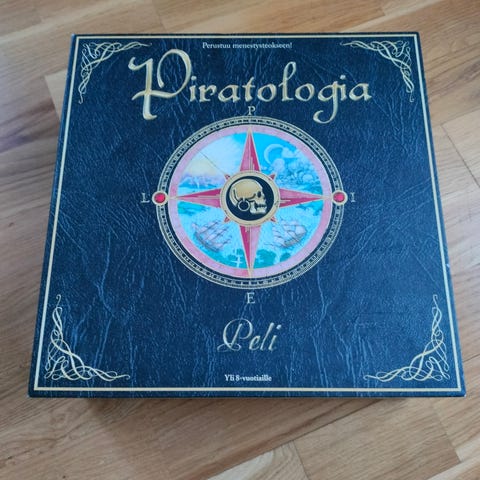 Perustuu menestysteokseen!
Piratologia
P
L I
E
Peli
Yli 8-vuotiaille